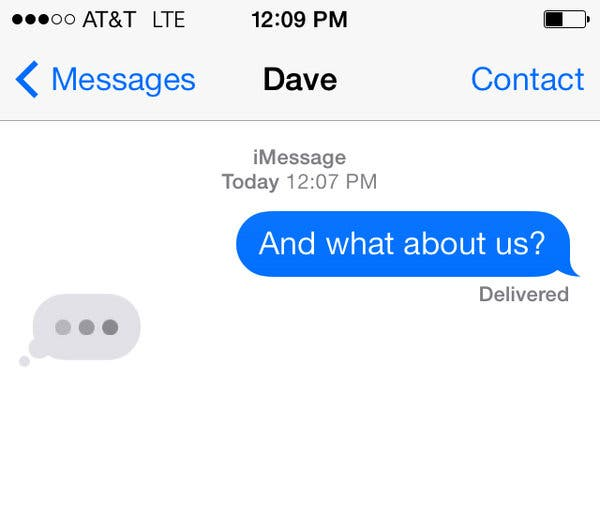 AT&T LTE 12:09 PM
Messages Dave Contact
iMessage
Today 12:07 PM
And what about us?
Delivered